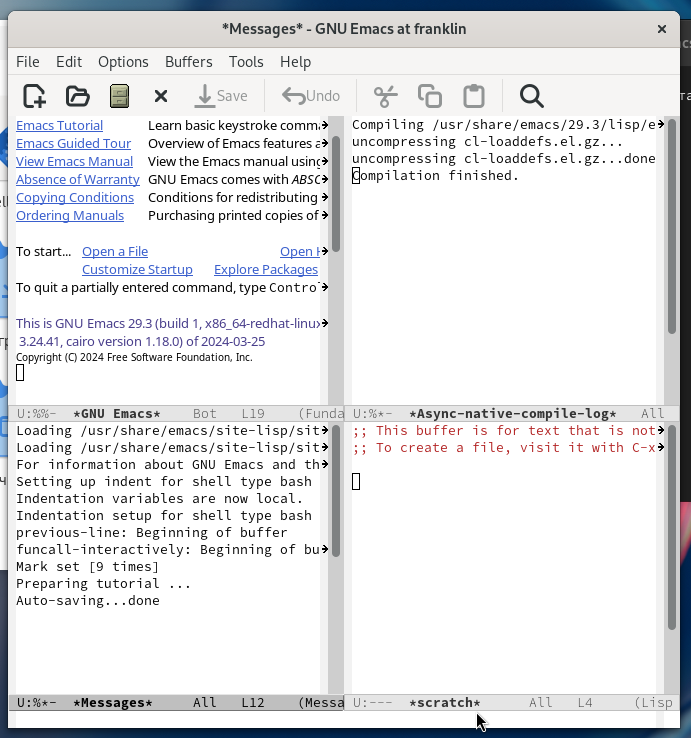 *Messages* - GNU Emacs at franklin
File Edit Options Buffers Tools Help
Save Undo
Emacs Tutorial Learn basic keystroke comma
Emacs Guided Tour Overview of Emacs features a
View Emacs Manual View the Emacs manual using
Absence of Warranty GNU Emacs comes with ABSO
Copying Conditions Conditions for redistributing
Ordering Manuals Purchasing printed copies of
To start... Open a File Open H
Customize Startup Explore Packages
To quit a partially entered command, type Contro
This is GNU Emacs 29.3 (build 1, x86_64-redhat-linux
3.24.41, cairo version 1.18.0) of 2024-03-25
Copyright (C) 2024 Free Software Foundation, Inc.
U:%%- *GNU Emacs* Bot L19 (Funda
Compiling /usr/share/emacs/29.3/lisp/e
uncompressing cl-loaddefs.el.gz...
uncompressing cl-loaddefs.el.gz...done
Compilation finished.
U:%*- *Async-native-compile-log* All
Loading /usr/share/emacs/site-lisp/sit
Loading /usr/share/emacs/site-lisp/sit
For information about GNU Emacs and th
Setting up indent for shell type bash
Indentation variables are now local.
Indentation setup for shell type bash
previous-line: Beginning of buffer
funcall-interactively: Beginning of bu
Mark set [9 times]
Preparing tutorial ...
Auto-saving...done
U:%*- *Messages* All L12 (Messa
;; This buffer is for text that is not
;; To create a file, visit it with C-x
U:--- *scratch* All L4 (Lisp